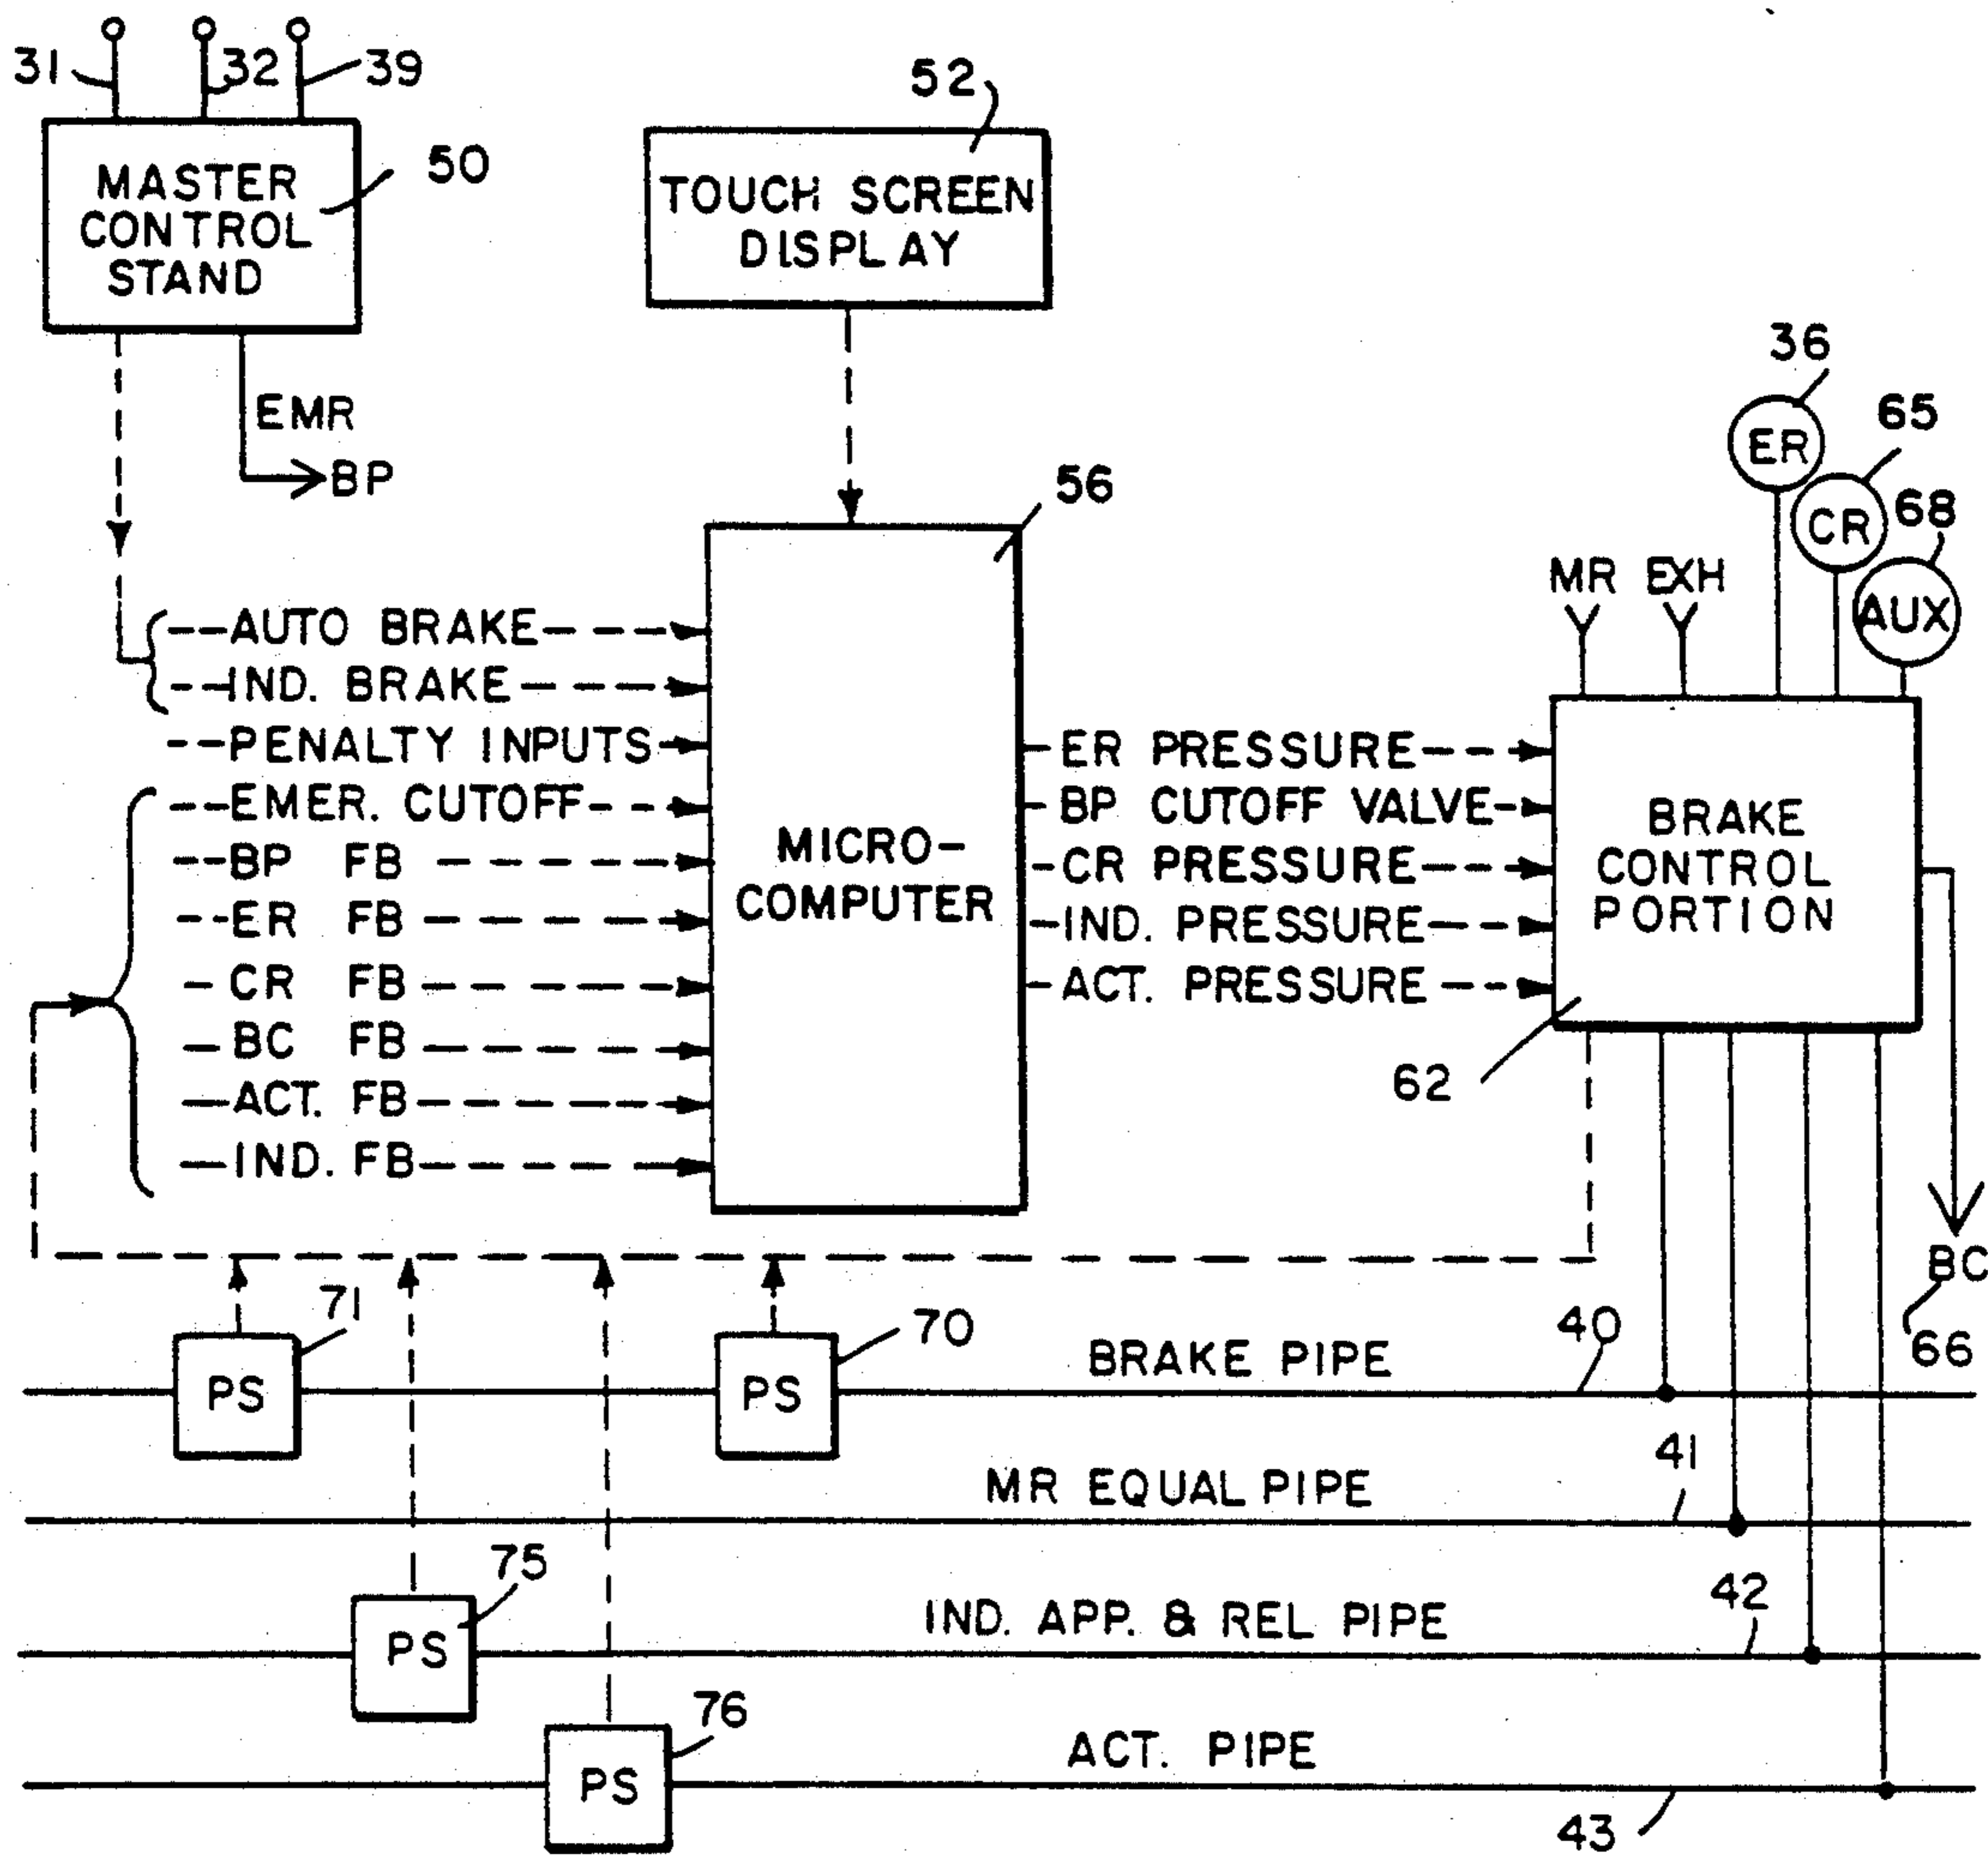 31
32
39
MASTER
CONTROL
STAND
50
EMR
BP
52
TOUCH SCREEN
DISPLAY
56
MICRO-
COMPUTER
AUTO BRAKE
IND. BRAKE
PENALTY INPUTS
EMER. CUTOFF
BP FB
ER FB
CR FB
BC FB
ACT. FB
IND. FB
ER PRESSURE
BP CUTOFF VALVE
CR PRESSURE
IND. PRESSURE
ACT. PRESSURE
36
ER
65
CR
68
AUX
MR EXH
BRAKE
CONTROL
PORTION
62
BC
66
71
PS
70
PS
BRAKE PIPE
40
MR EQUAL PIPE
41
75
PS
IND. APP. & REL PIPE
42
76
PS
ACT. PIPE
43